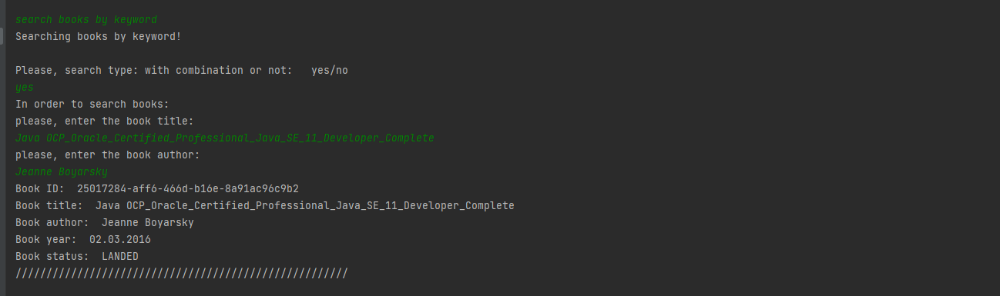 search books by keyword
Searching books by keyword!
Please, search type: with combination or not:   yes/no
yes
In order to search books:
please, enter the book title:
Java OCP_Oracle_Certified_Professional_Java_SE_11_Developer_Complete
please, enter the book author:
Jeanne Boyarsky
Book ID:  25017284-aff6-466d-b16e-8a91ac96c9b2
Book title:  Java OCP_Oracle_Certified_Professional_Java_SE_11_Developer_Complete
Book author:  Jeanne Boyarsky
Book year:  02.03.2016
Book status:  LANDED
//////////////////////////////////////////////////////